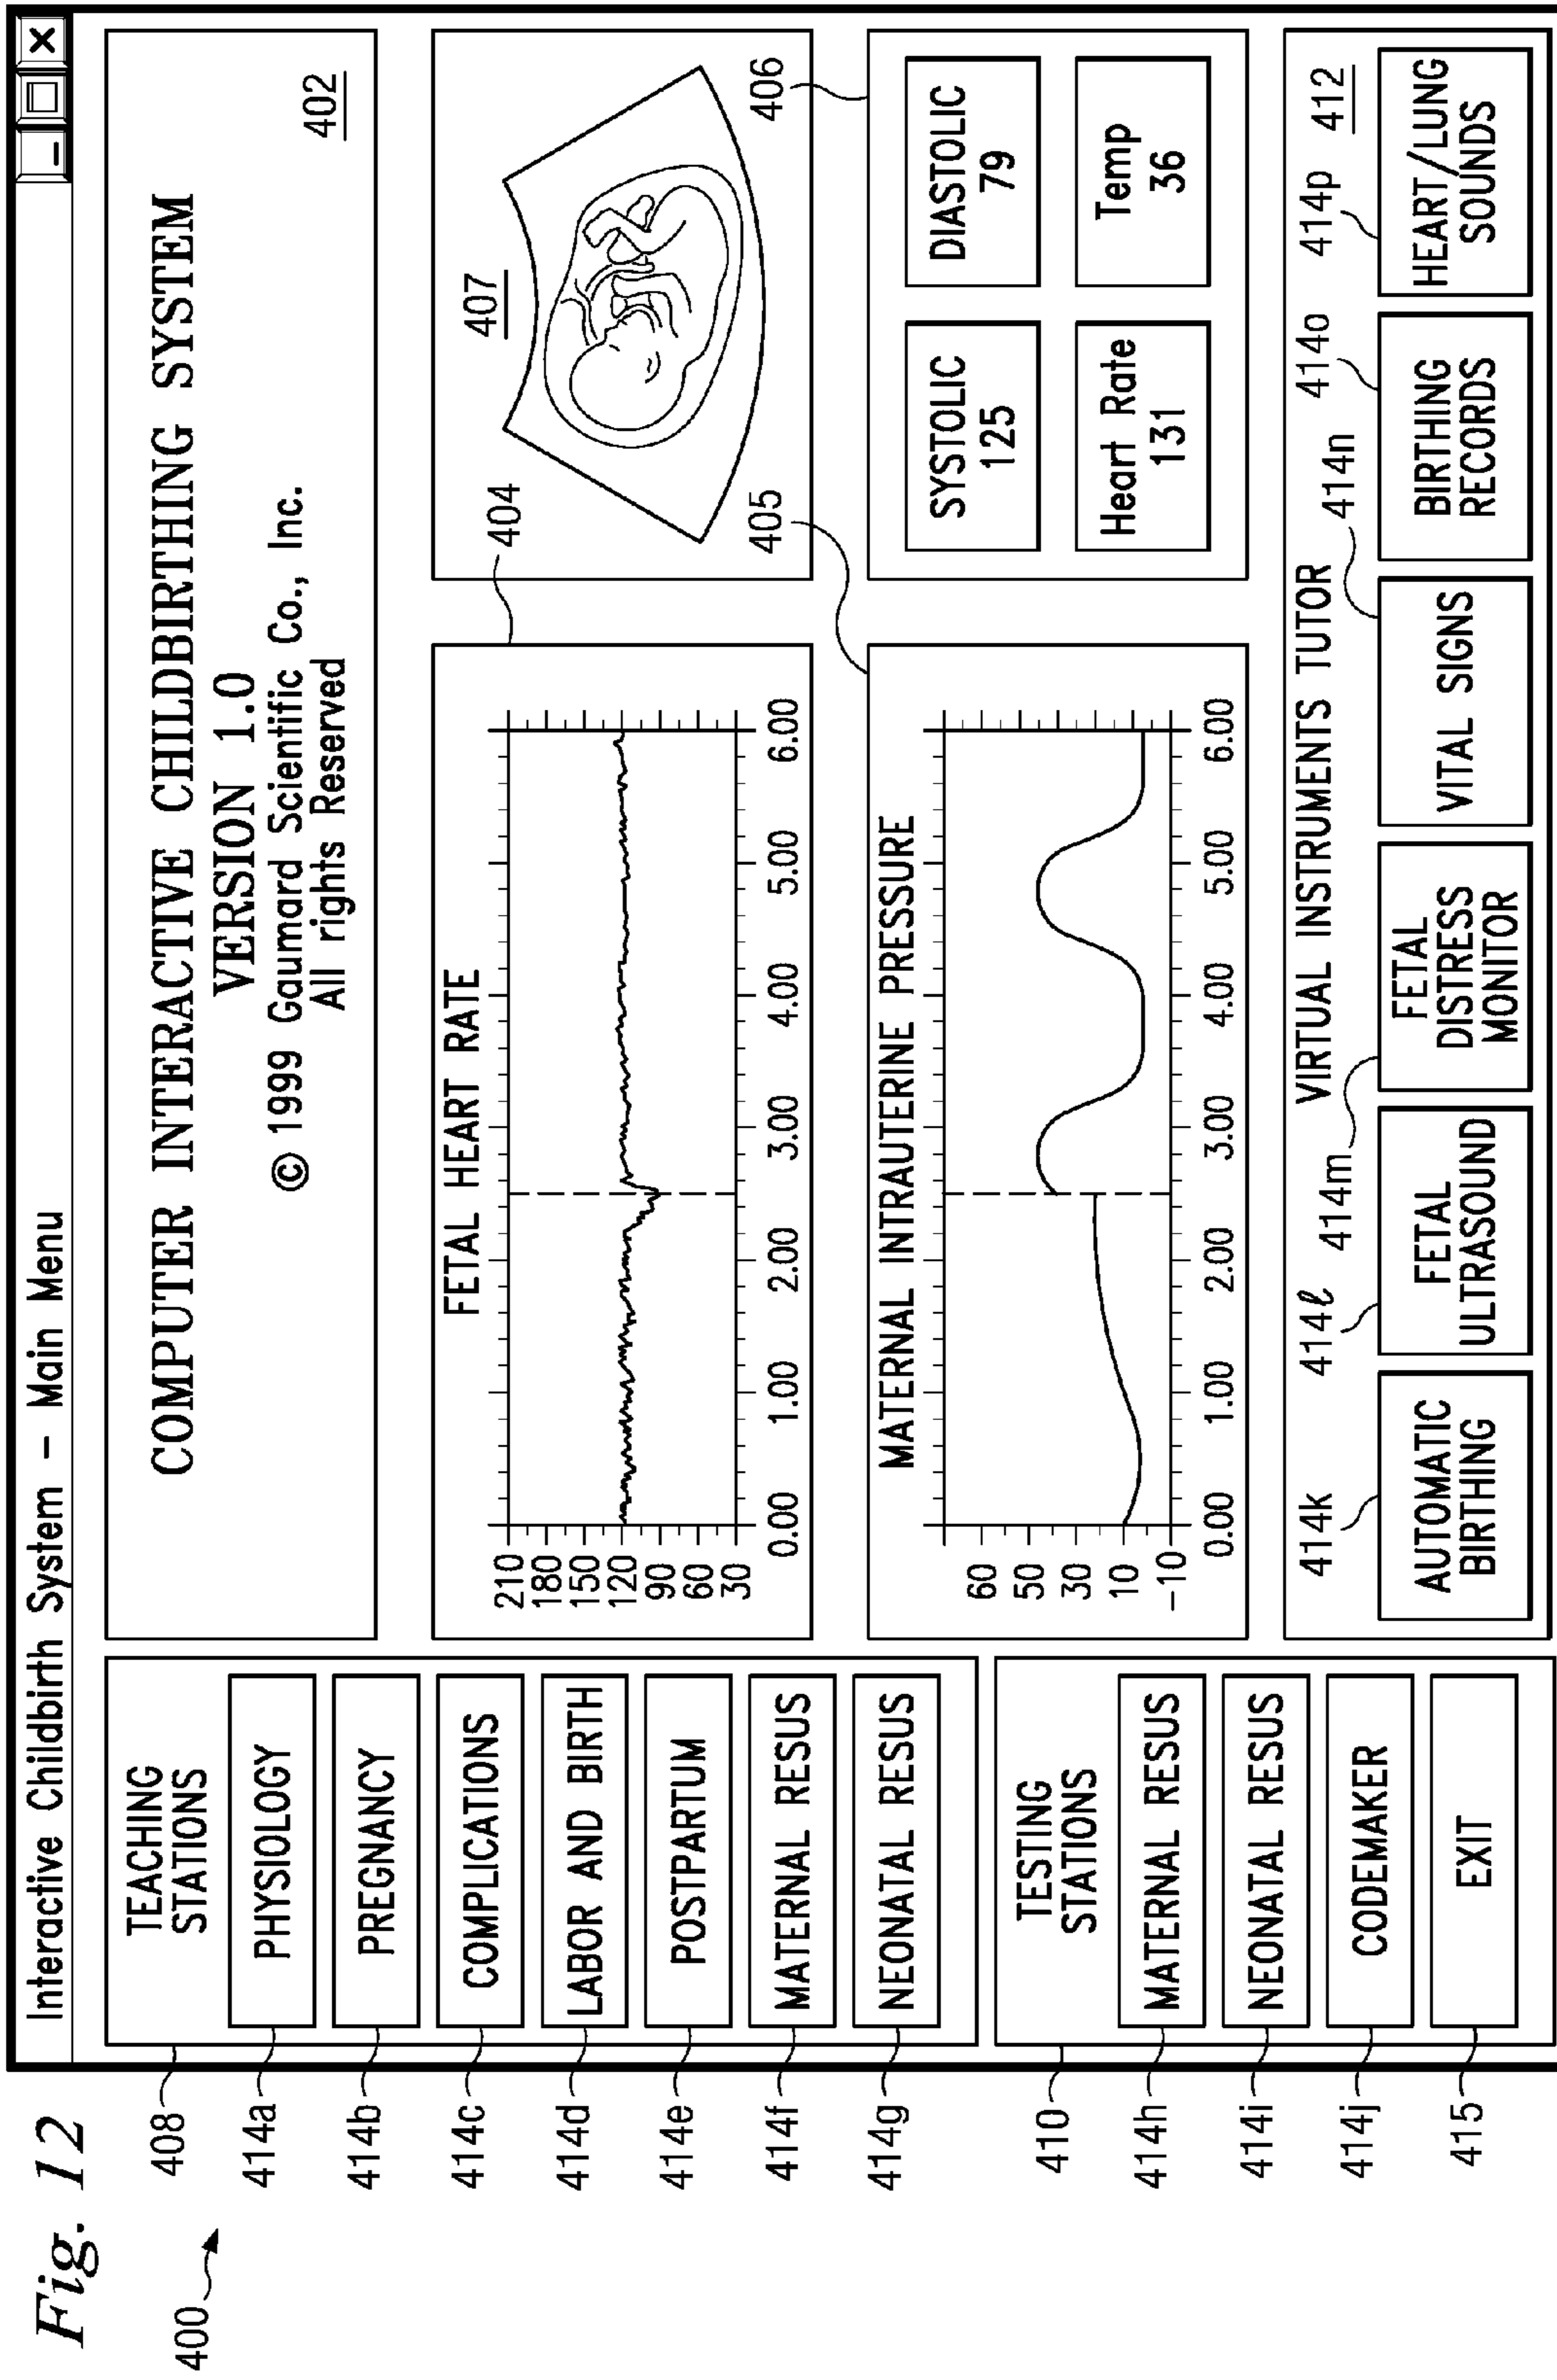 Fig. 12
400
Interactive Childbirth System – Main Menu
408
TEACHING
STATIONS
414a
PHYSIOLOGY
414b
PREGNANCY
414c
COMPLICATIONS
414d
LABOR AND BIRTH
414e
POSTPARTUM
414f
MATERNAL RESUS
414g
NEONATAL RESUS
410
TESTING
STATIONS
414h
MATERNAL RESUS
414i
NEONATAL RESUS
414j
CODEMAKER
415
EXIT
COMPUTER INTERACTIVE CHILDBIRTHING SYSTEM
VERSION 1.0
© 1999 Gaumard Scientific Co., Inc.
All rights Reserved
402
FETAL HEART RATE
404
210
180
150
120
90
60
30
0.00 1.00 2.00 3.00 4.00 5.00 6.00
407
MATERNAL INTRAUTERINE PRESSURE
405
60
50
30
10
-10
0.00 1.00 2.00 3.00 4.00 5.00 6.00
406
SYSTOLIC
125
DIASTOLIC
79
Heart Rate
131
Temp
36
VIRTUAL INSTRUMENTS TUTOR
412
414k
AUTOMATIC
BIRTHING
414ℓ
FETAL
ULTRASOUND
414m
FETAL
DISTRESS
MONITOR
414n
VITAL SIGNS
414o
BIRTHING
RECORDS
414p
HEART/LUNG
SOUNDS